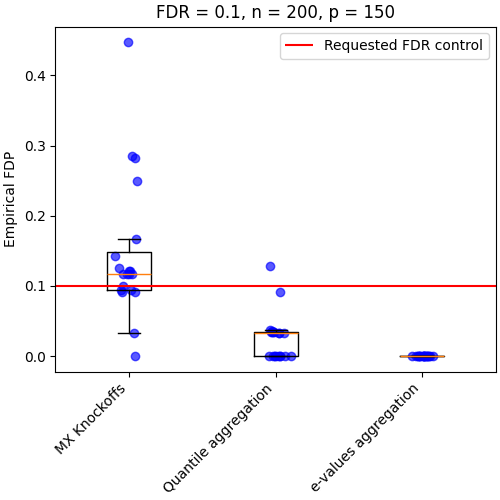 FDR = 0.1, n = 200, p = 150
Requested FDR control
Empirical FDP
0.4
0.3
0.2
0.1
0.0
MX Knockoffs
Quantile aggregation
e-values aggregation